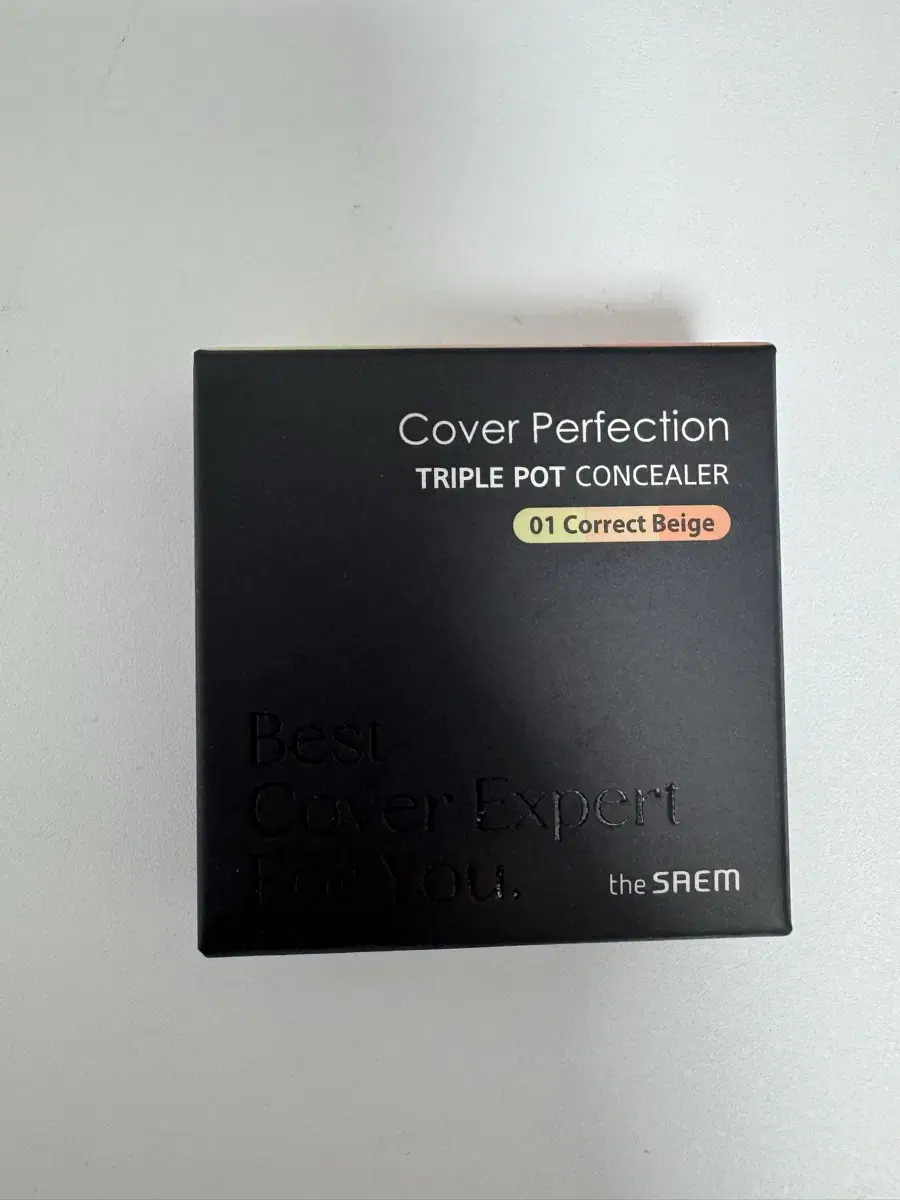 Cover Perfection
TRIPLE POT CONCEALER
01 Correct Beige
Best
Cover Expert
For You.
the SAEM